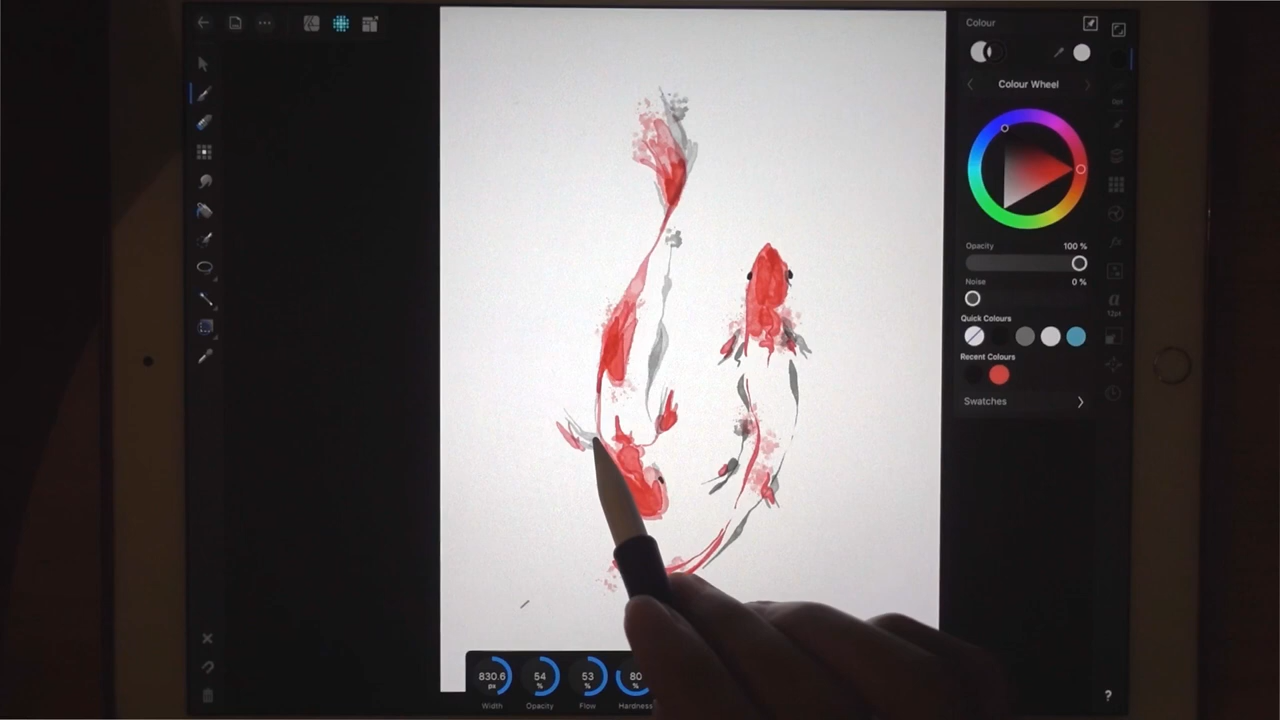 Colour
Colour Wheel
Opacity 100 %
Noise 0 %
Quick Colours
12pt
Recent Colours
Swatches
830.6 54 53 80
px % % %
Width Opacity Flow Hardness
?